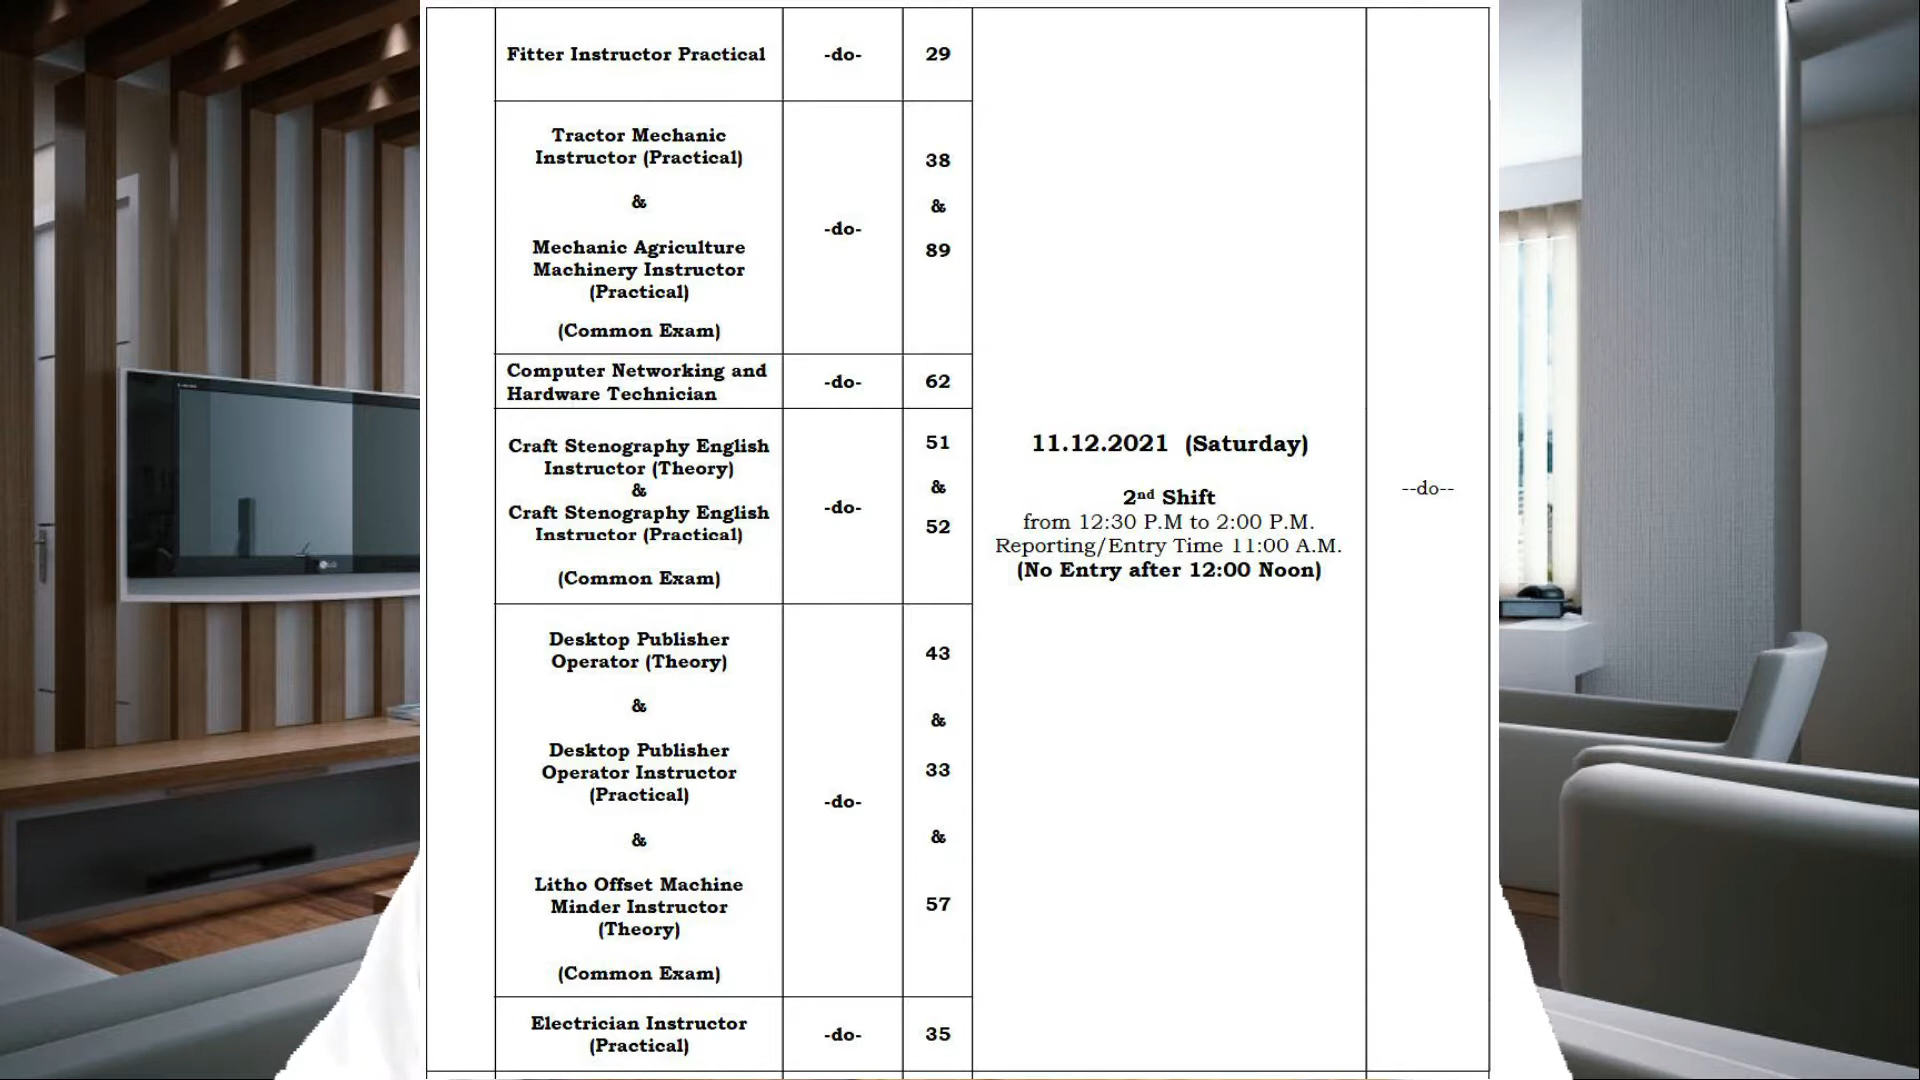 Fitter Instructor Practical
-do-
29
Tractor Mechanic
Instructor (Practical)
&
Mechanic Agriculture
Machinery Instructor
(Practical)
(Common Exam)
-do-
38
&
89
Computer Networking and
Hardware Technician
-do-
62
Craft Stenography English
Instructor (Theory)
&
Craft Stenography English
Instructor (Practical)
(Common Exam)
-do-
51
&
52
Desktop Publisher
Operator (Theory)
&
Desktop Publisher
Operator Instructor
(Practical)
&
Litho Offset Machine
Minder Instructor
(Theory)
(Common Exam)
-do-
43
&
33
&
57
Electrician Instructor
(Practical)
-do-
35
11.12.2021 (Saturday)
2nd Shift
from 12:30 P.M to 2:00 P.M.
Reporting/Entry Time 11:00 A.M.
(No Entry after 12:00 Noon)
--do--
LG